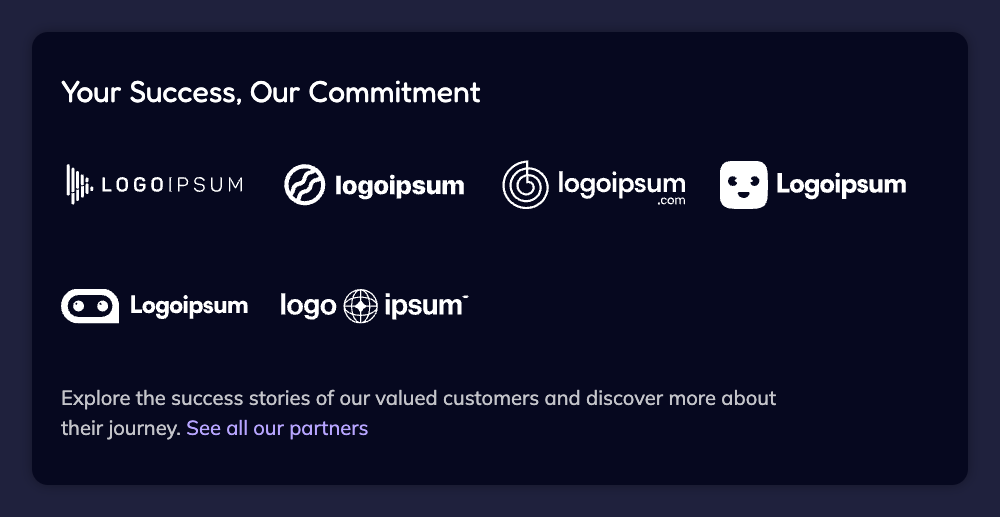 Your Success, Our Commitment
LOGOIPSUM logoipsum logoipsum .com Logoipsum
Logoipsum logo ipsum
Explore the success stories of our valued customers and discover more about
their journey. See all our partners